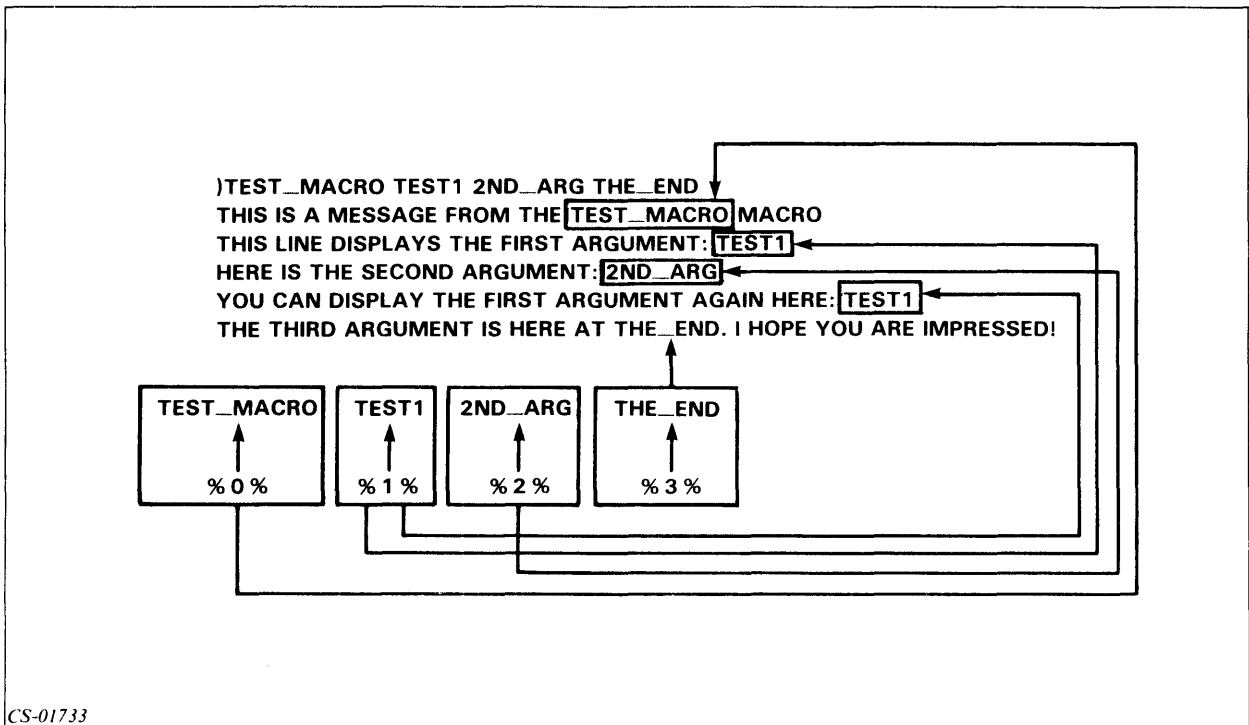 )TEST_MACRO TEST1 2ND_ARG THE_END
THIS IS A MESSAGE FROM THE TEST_MACRO MACRO
THIS LINE DISPLAYS THE FIRST ARGUMENT: TEST1
HERE IS THE SECOND ARGUMENT: 2ND_ARG
YOU CAN DISPLAY THE FIRST ARGUMENT AGAIN HERE: TEST1
THE THIRD ARGUMENT IS HERE AT THE_END. I HOPE YOU ARE IMPRESSED!
TEST_MACRO TEST1 2ND_ARG THE_END
%0% %1% %2% %3%
CS-01733